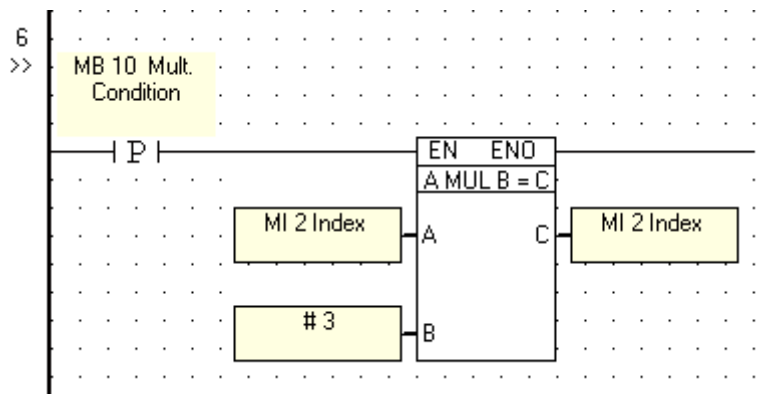 6
>>
MB 10 Mult.
Condition
P
EN ENO
A MUL B = C
MI 2 Index
A
C
MI 2 Index
# 3
B